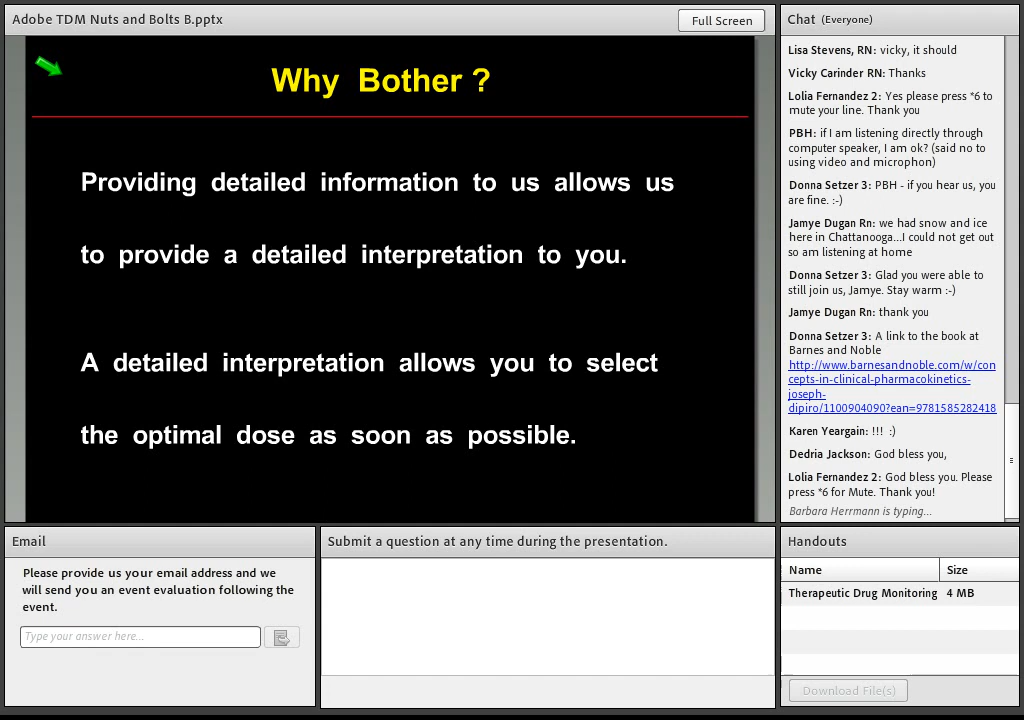 Adobe TDM Nuts and Bolts B.pptx
Full Screen
Why Bother ?
Providing detailed information to us allows us
to provide a detailed interpretation to you.
A detailed interpretation allows you to select
the optimal dose as soon as possible.
Chat (Everyone)
Lisa Stevens, RN: vicky, it should
Vicky Carinder RN: Thanks
Lolia Fernandez 2: Yes please press *6 to
mute your line. Thank you
PBH: if I am listening directly through
computer speaker, I am ok? (said no to
using video and microphon)
Donna Setzer 3: PBH - if you hear us, you
are fine. :-)
Jamye Dugan Rn: we had snow and ice
here in Chattanooga...I could not get out
so am listening at home
Donna Setzer 3: Glad you were able to
still join us, Jamye. Stay warm :-)
Jamye Dugan Rn: thank you
Donna Setzer 3: A link to the book at
Barnes and Noble
http://www.barnesandnoble.com/w/con
cepts-in-clinical-pharmacokinetics-
joseph-
dipiro/1100904090?ean=9781585282418
Karen Yeargain: !!! :)
Dedria Jackson: God bless you,
Lolia Fernandez 2: God bless you. Please
press *6 for Mute. Thank you!
Barbara Herrmann is typing...
Email
Please provide us your email address and we
will send you an event evaluation following the
event.
Type your answer here...
Submit a question at any time during the presentation.
Handouts
Name Size
Therapeutic Drug Monitoring 4 MB
Download File(s)